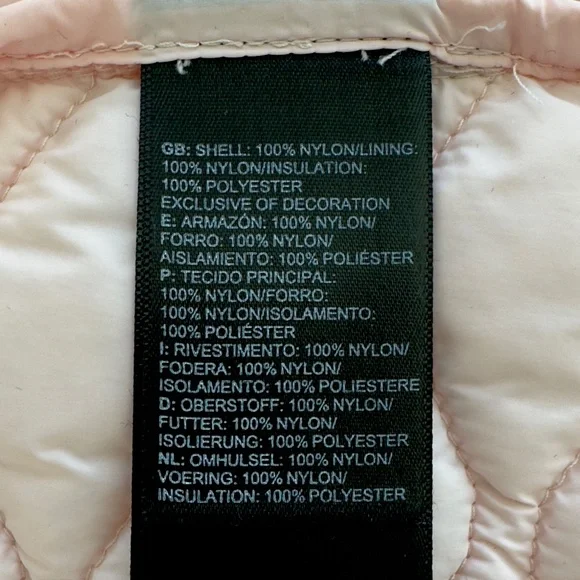 GB: SHELL: 100% NYLON/LINING:
100% NYLON/INSULATION:
100% POLYESTER
EXCLUSIVE OF DECORATION
E: ARMAZÓN: 100% NYLON/
FORRO: 100% NYLON/
AISLAMIENTO: 100% POLIÉSTER
P: TECIDO PRINCIPAL:
100% NYLON/FORRO:
100% NYLON/ISOLAMENTO:
100% POLIÉSTER
I: RIVESTIMENTO: 100% NYLON/
FODERA: 100% NYLON/
ISOLAMENTO: 100% POLIESTERE
D: OBERSTOFF: 100% NYLON/
FUTTER: 100% NYLON/
ISOLIERUNG: 100% POLYESTER
NL: OMHULSEL: 100% NYLON/
VOERING: 100% NYLON/
INSULATION: 100% POLYESTER